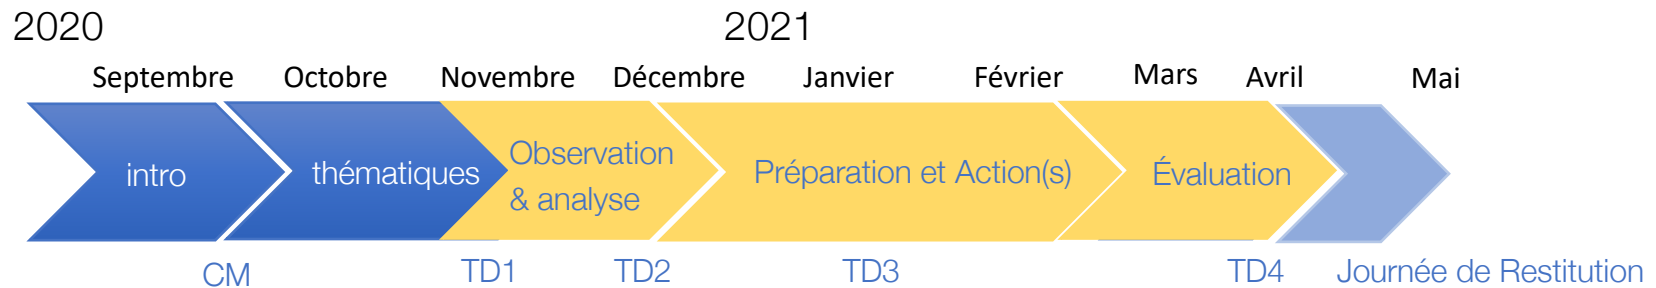 2020
2021
Septembre
Octobre
Novembre
Décembre
Janvier
Février
Mars
Avril
Mai
intro
thématiques
Observation
& analyse
Préparation et Action(s)
Évaluation
CM
TD1
TD2
TD3
TD4
Journée de Restitution